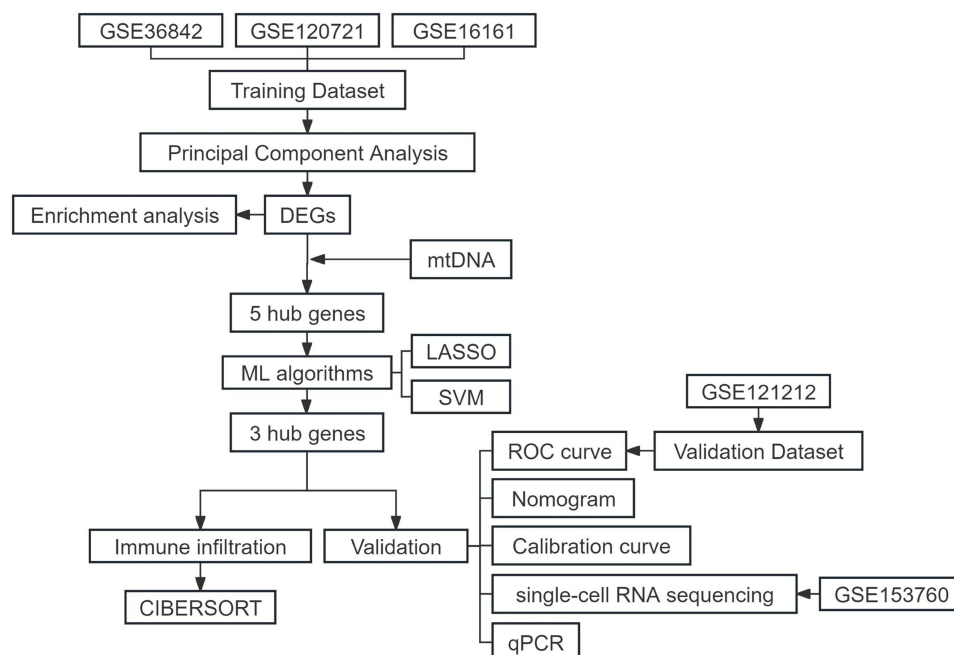 GSE36842
GSE120721
GSE16161
Training Dataset
Principal Component Analysis
Enrichment analysis
DEGs
mtDNA
5 hub genes
LASSO
ML algorithms
SVM
GSE121212
3 hub genes
ROC curve
Validation Dataset
Nomogram
Immune infiltration
Validation
Calibration curve
single-cell RNA sequencing
GSE153760
CIBERSORT
qPCR